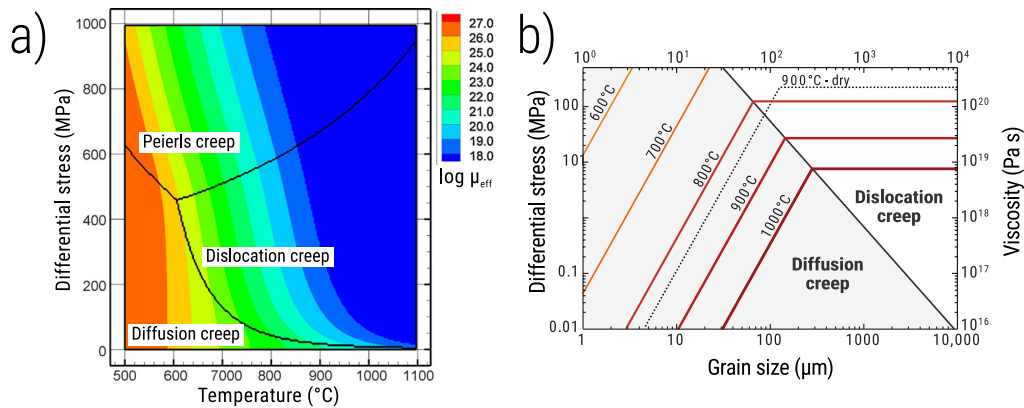 a)
Differential stress (MPa)
1000
800
600
400
200
0
Peierls creep
Dislocation creep
Diffusion creep
500 600 700 800 900 1000 1100
Temperature (°C)
27.0
26.0
25.0
24.0
23.0
22.0
21.0
20.0
19.0
18.0
log μeff
b)
10⁰ 10¹ 10² 10³ 10⁴
Differential stress (MPa)
100
10
1
0.1
0.01
600°C
700°C
800°C
900°C - dry
900°C
1000°C
Dislocation
creep
Diffusion
creep
10²⁰
10¹⁹
10¹⁸
10¹⁷
10¹⁶
Viscosity (Pa s)
1 10 100 1000 10,000
Grain size (μm)